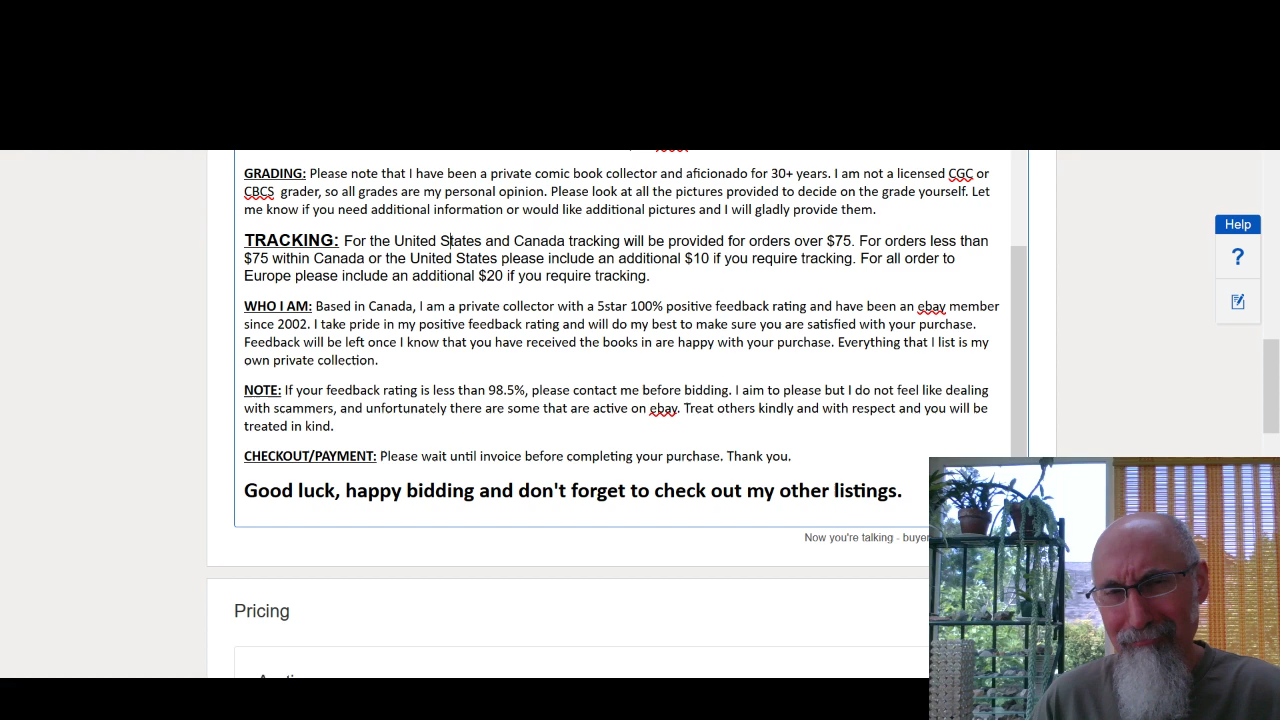 GRADING: Please note that I have been a private comic book collector and aficionado for 30+ years. I am not a licensed CGC or
CBCS grader, so all grades are my personal opinion. Please look at all the pictures provided to decide on the grade yourself. Let
me know if you need additional information or would like additional pictures and I will gladly provide them.
TRACKING: For the United States and Canada tracking will be provided for orders over $75. For orders less than
$75 within Canada or the United States please include an additional $10 if you require tracking. For all order to
Europe please include an additional $20 if you require tracking.
WHO I AM: Based in Canada, I am a private collector with a 5star 100% positive feedback rating and have been an ebay member
since 2002. I take pride in my positive feedback rating and will do my best to make sure you are satisfied with your purchase.
Feedback will be left once I know that you have received the books in are happy with your purchase. Everything that I list is my
own private collection.
NOTE: If your feedback rating is less than 98.5%, please contact me before bidding. I aim to please but I do not feel like dealing
with scammers, and unfortunately there are some that are active on ebay. Treat others kindly and with respect and you will be
treated in kind.
CHECKOUT/PAYMENT: Please wait until invoice before completing your purchase. Thank you.
Good luck, happy bidding and don't forget to check out my other listings.
Now you're talking - buyer
Pricing
Help
?